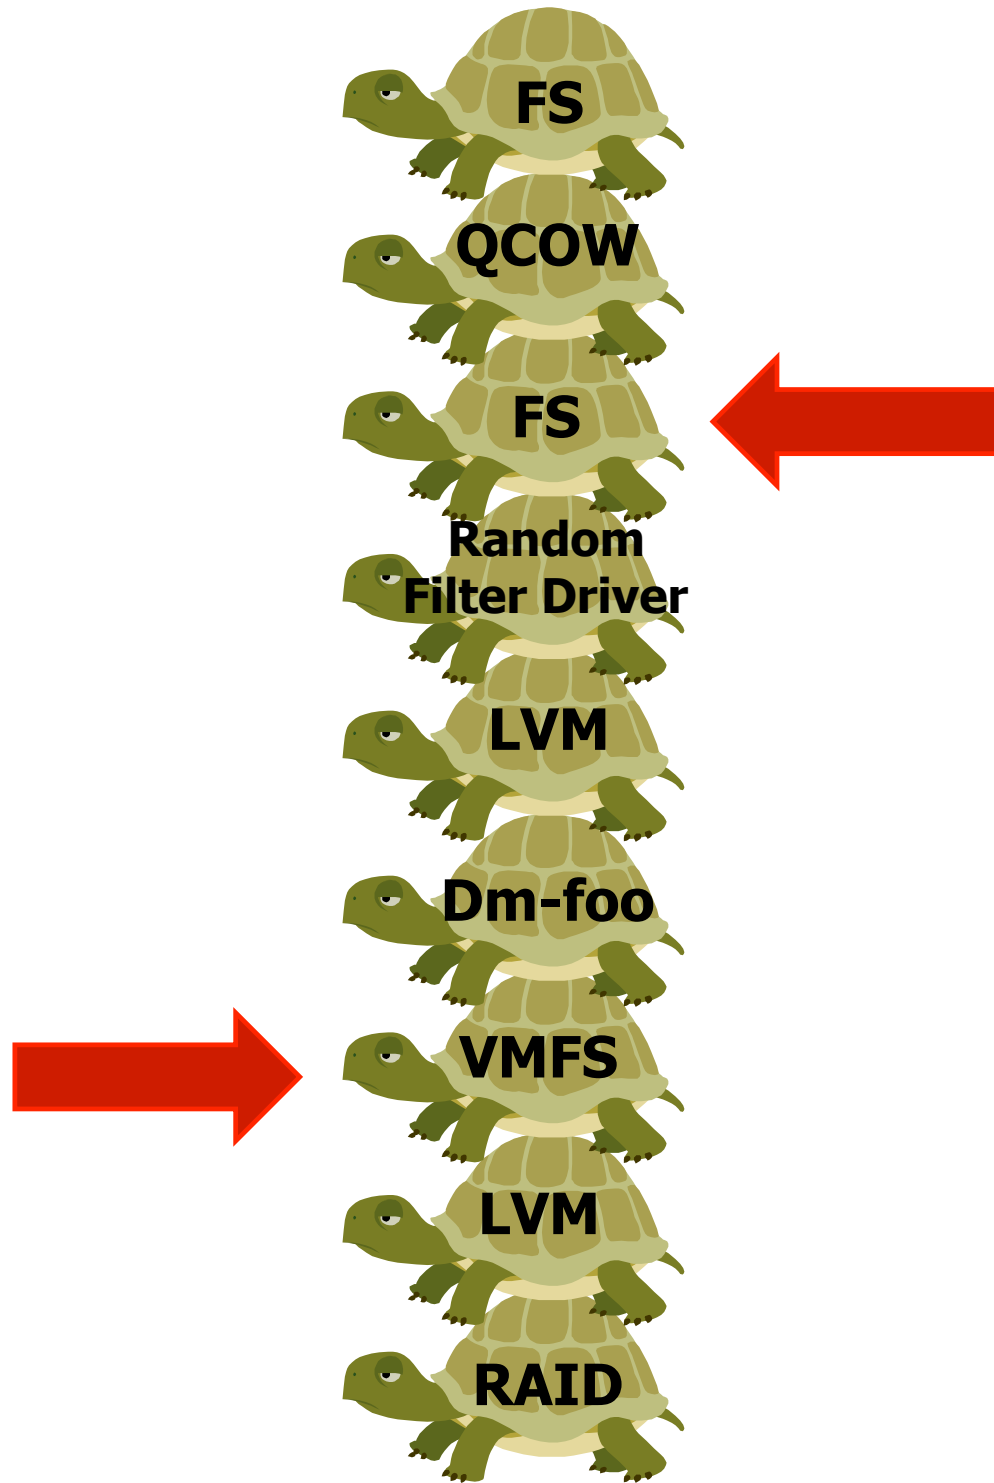 FS
QCOW
FS
Random
Filter Driver
LVM
Dm-foo
VMFS
LVM
RAID